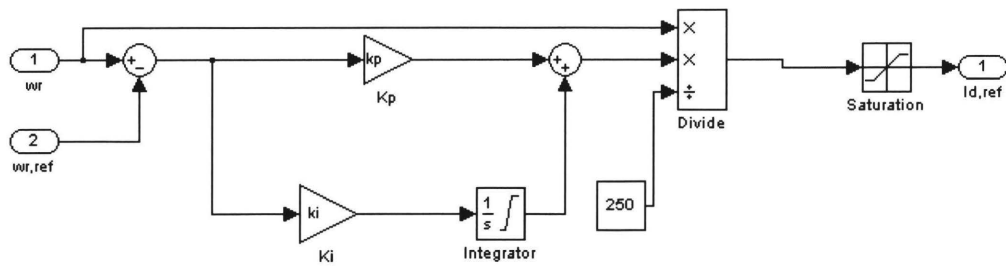 1
wr
+
−
2
wr,ref
kp
Kp
ki
Ki
1
s
Integrator
+
+
×
×
÷
Divide
250
Saturation
1
Id,ref